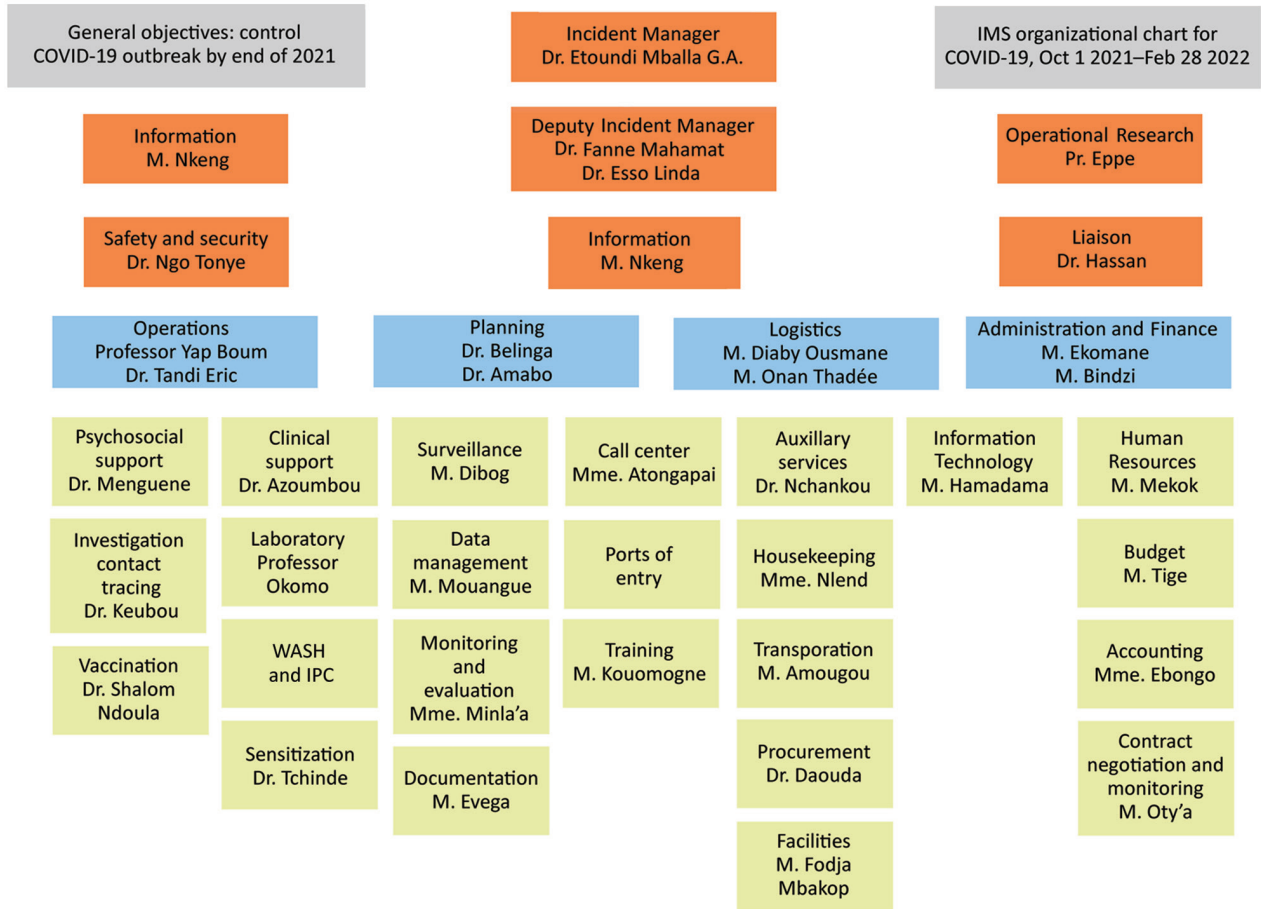 General objectives: control
COVID-19 outbreak by end of 2021
Incident Manager
Dr. Etoundi Mballa G.A.
IMS organizational chart for
COVID-19, Oct 1 2021–Feb 28 2022
Information
M. Nkeng
Deputy Incident Manager
Dr. Fanne Mahamat
Dr. Esso Linda
Operational Research
Pr. Eppe
Safety and security
Dr. Ngo Tonye
Information
M. Nkeng
Liaison
Dr. Hassan
Operations
Professor Yap Boum
Dr. Tandi Eric
Planning
Dr. Belinga
Dr. Amabo
Logistics
M. Diaby Ousmane
M. Onan Thadée
Administration and Finance
M. Ekomane
M. Bindzi
Psychosocial
support
Dr. Menguene
Clinical
support
Dr. Azoumbou
Surveillance
M. Dibog
Call center
Mme. Atongapai
Auxillary
services
Dr. Nchankou
Information
Technology
M. Hamadama
Human
Resources
M. Mekok
Investigation
contact
tracing
Dr. Keubou
Laboratory
Professor
Okomo
Data
management
M. Mouangue
Ports of
entry
Housekeeping
Mme. Nlend
Budget
M. Tige
Vaccination
Dr. Shalom
Ndoula
WASH
and IPC
Monitoring
and
evaluation
Mme. Minla’a
Training
M. Kouomogne
Transporation
M. Amougou
Accounting
Mme. Ebongo
Sensitization
Dr. Tchinde
Documentation
M. Evega
Procurement
Dr. Daouda
Contract
negotiation and
monitoring
M. Oty’a
Facilities
M. Fodja
Mbakop